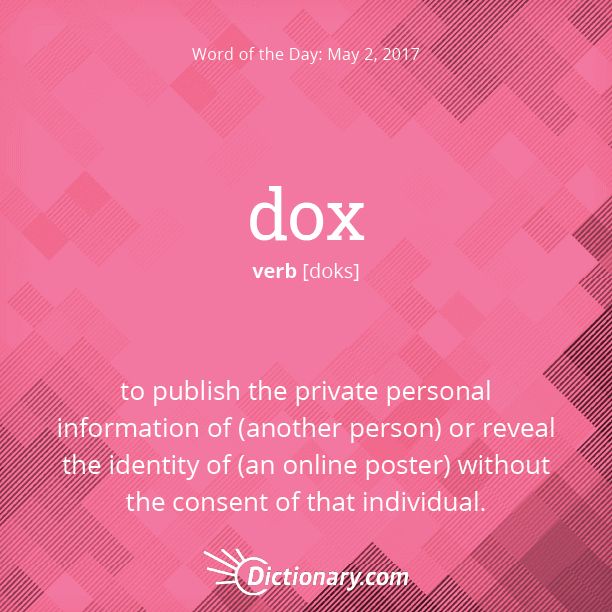 Word of the Day: May 2, 2017
dox
verb [doks]
to publish the private personal
information of (another person) or reveal
the identity of (an online poster) without
the consent of that individual.
Dictionary.com